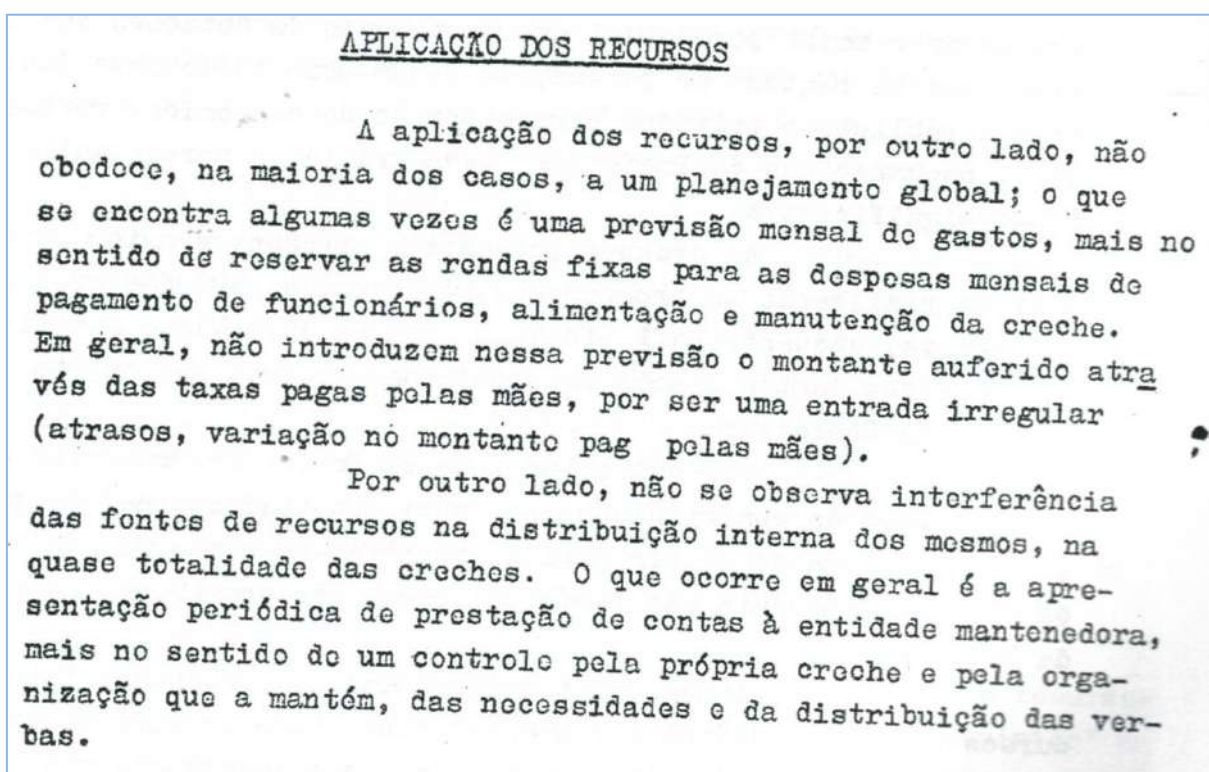 APLICAÇÃO DOS RECURSOS
A aplicação dos recursos, por outro lado, não
obedece, na maioria dos casos, a um planejamento global; o que
se encontra algumas vezes é uma previsão mensal de gastos, mais no
sentido de reservar as rendas fixas para as despesas mensais de
pagamento de funcionários, alimentação e manutenção da creche.
Em geral, não introduzem nessa previsão o montante auferido atra
vés das taxas pagas pelas mães, por ser uma entrada irregular
(atrasos, variação no montante pag pelas mães).
Por outro lado, não se observa interferência
das fontes de recursos na distribuição interna dos mesmos, na
quase totalidade das creches. O que ocorre em geral é a apre-
sentação periódica de prestação de contas à entidade mantenedora,
mais no sentido de um controle pela própria creche e pela orga-
nização que a mantém, das necessidades e da distribuição das ver-
bas.